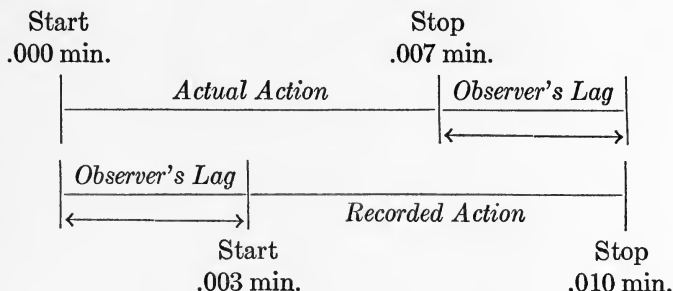 Start Stop
.000 min. .007 min.
Actual Action Observer's Lag
Observer's Lag
Recorded Action
Start Stop
.003 min. .010 min.